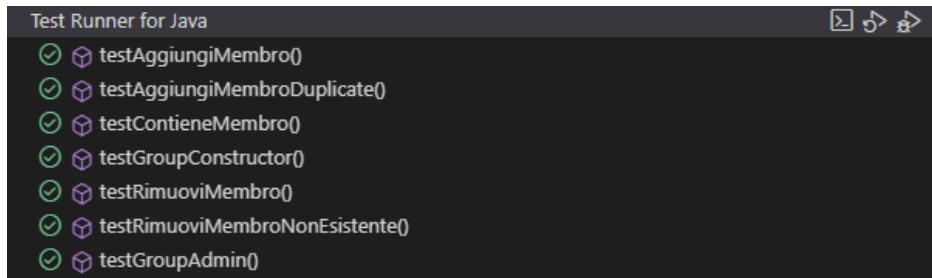 Test Runner for Java
testAggiungiMembro()
testAggiungiMembroDuplicate()
testContieneMembro()
testGroupConstructor()
testRimuoviMembro()
testRimuoviMembroNonEsistente()
testGroupAdmin()